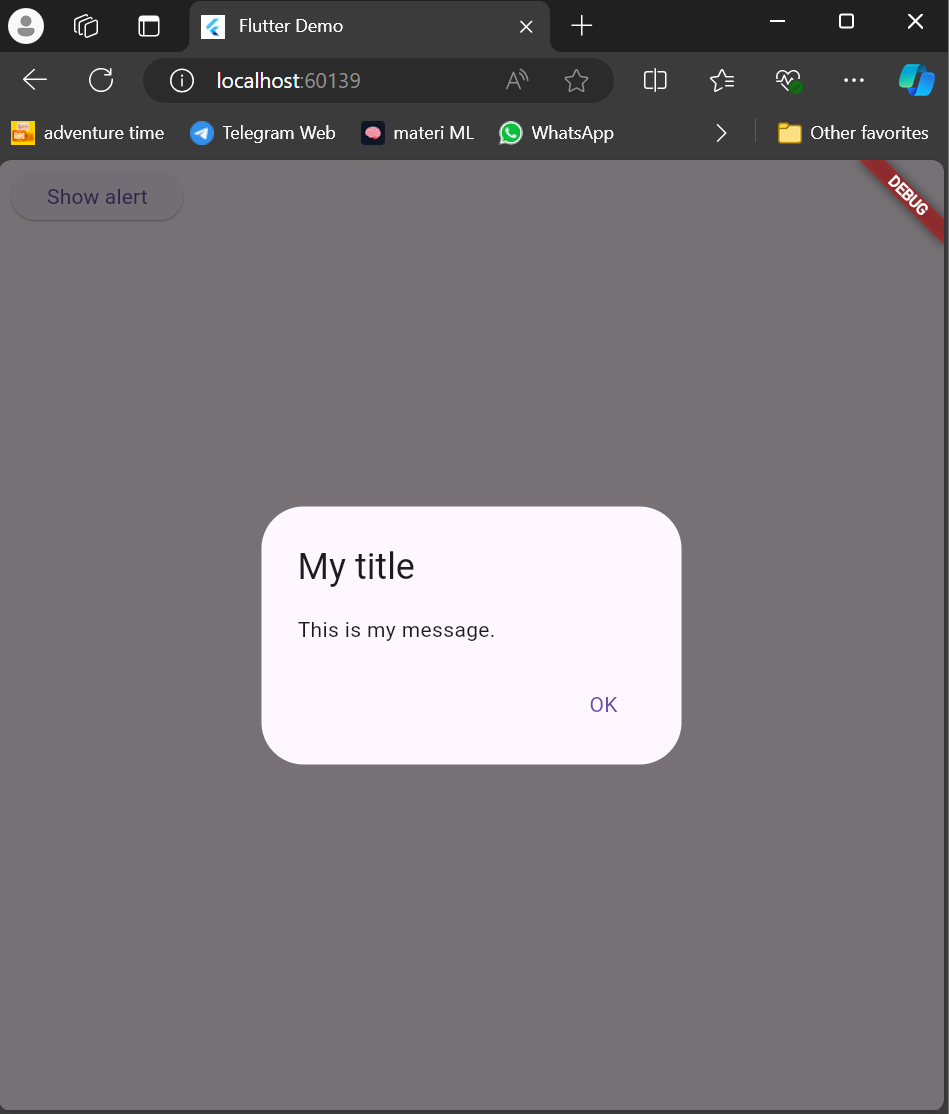 Flutter Demo
localhost:60139
adventure time
Telegram Web
materi ML
WhatsApp
Other favorites
Show alert
DEBUG
My title
This is my message.
OK